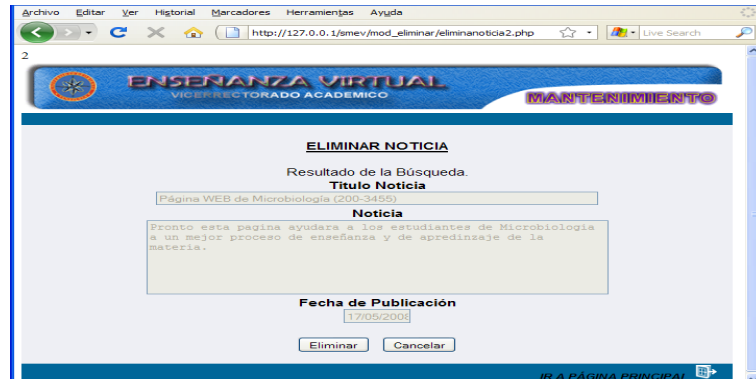 Archivo Editar Ver Historial Marcadores Herramientas Ayuda
http://127.0.0.1/smev/mod_eliminar/eliminanoticia2.php Live Search
2
ENSEÑANZA VIRTUAL
VICERRECTORADO ACADEMICO
MANTENIMIENTO
ELIMINAR NOTICIA
Resultado de la Búsqueda.
Titulo Noticia
Página WEB de Microbiología (200-3455)
Noticia
Pronto esta pagina ayudara a los estudiantes de Microbiologia
a un mejor proceso de enseñanza y de apredinzaje de la
materia.
Fecha de Publicación
17/05/2008
Eliminar Cancelar
IR A PÁGINA PRINCIPAL